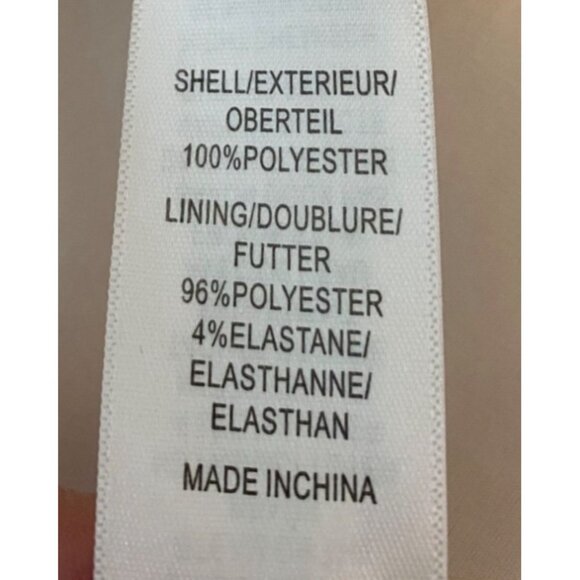 SHELL/EXTERIEUR/
OBERTEIL
100%POLYESTER
LINING/DOUBLURE/
FUTTER
96%POLYESTER
4%ELASTANE/
ELASTHANNE/
ELASTHAN
MADE INCHINA